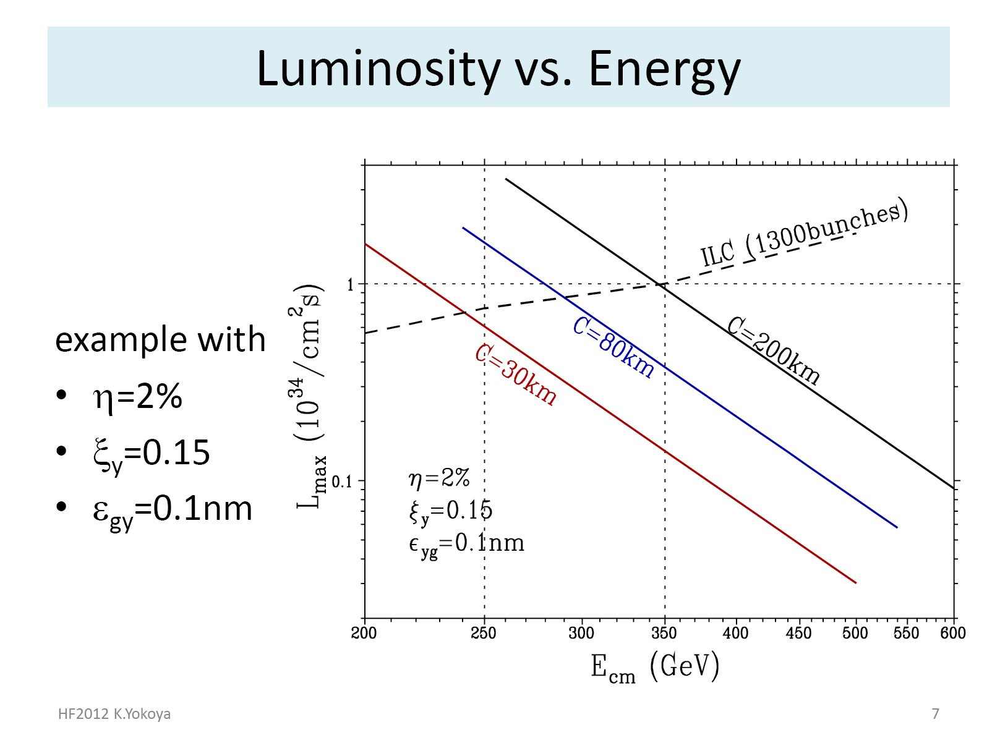 Luminosity vs. Energy
example with
• η=2%
• ξy=0.15
• εgy=0.1nm
Lmax (10^34/cm^2s)
1
0.1
ILC (1300bunches)
C=200km
C=80km
C=30km
η=2%
ξy=0.15
ϵyg=0.1nm
200 250 300 350 400 450 500 550 600
Ecm (GeV)
HF2012 K.Yokoya 7